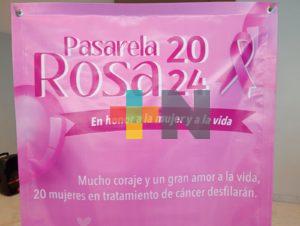 Pasarela 20
Rosa 24
+N
En honor a la mujer y a la vida
Mucho coraje y un gran amor a la vida,
20 mujeres en tratamiento de cáncer desfilarán.